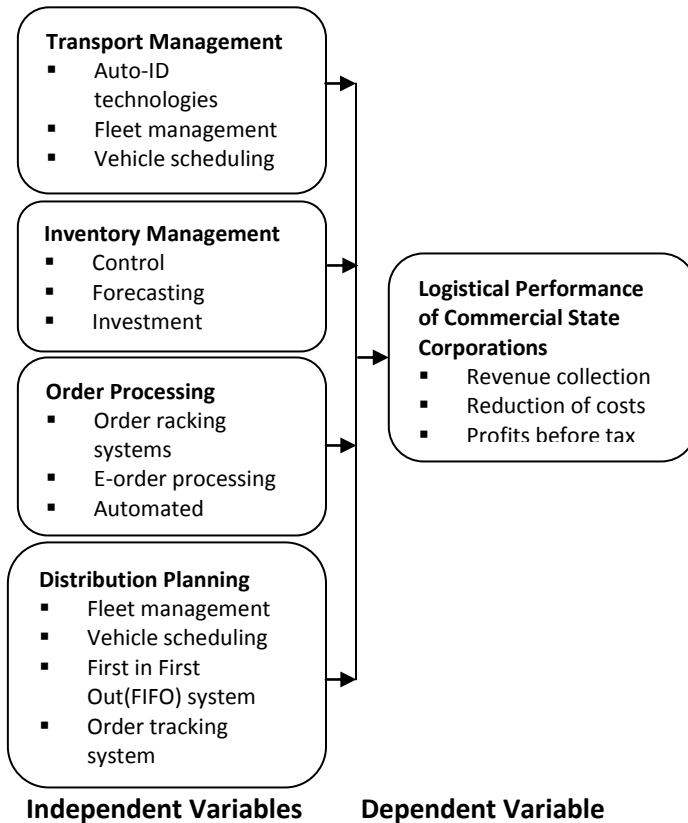 Transport Management
▪ Auto-ID
technologies
▪ Fleet management
▪ Vehicle scheduling
Inventory Management
▪ Control
▪ Forecasting
▪ Investment
Order Processing
▪ Order racking
systems
▪ E-order processing
▪ Automated
Distribution Planning
▪ Fleet management
▪ Vehicle scheduling
▪ First in First
Out(FIFO) system
▪ Order tracking
system
Logistical Performance
of Commercial State
Corporations
▪ Revenue collection
▪ Reduction of costs
▪ Profits before tax
Independent Variables
Dependent Variable